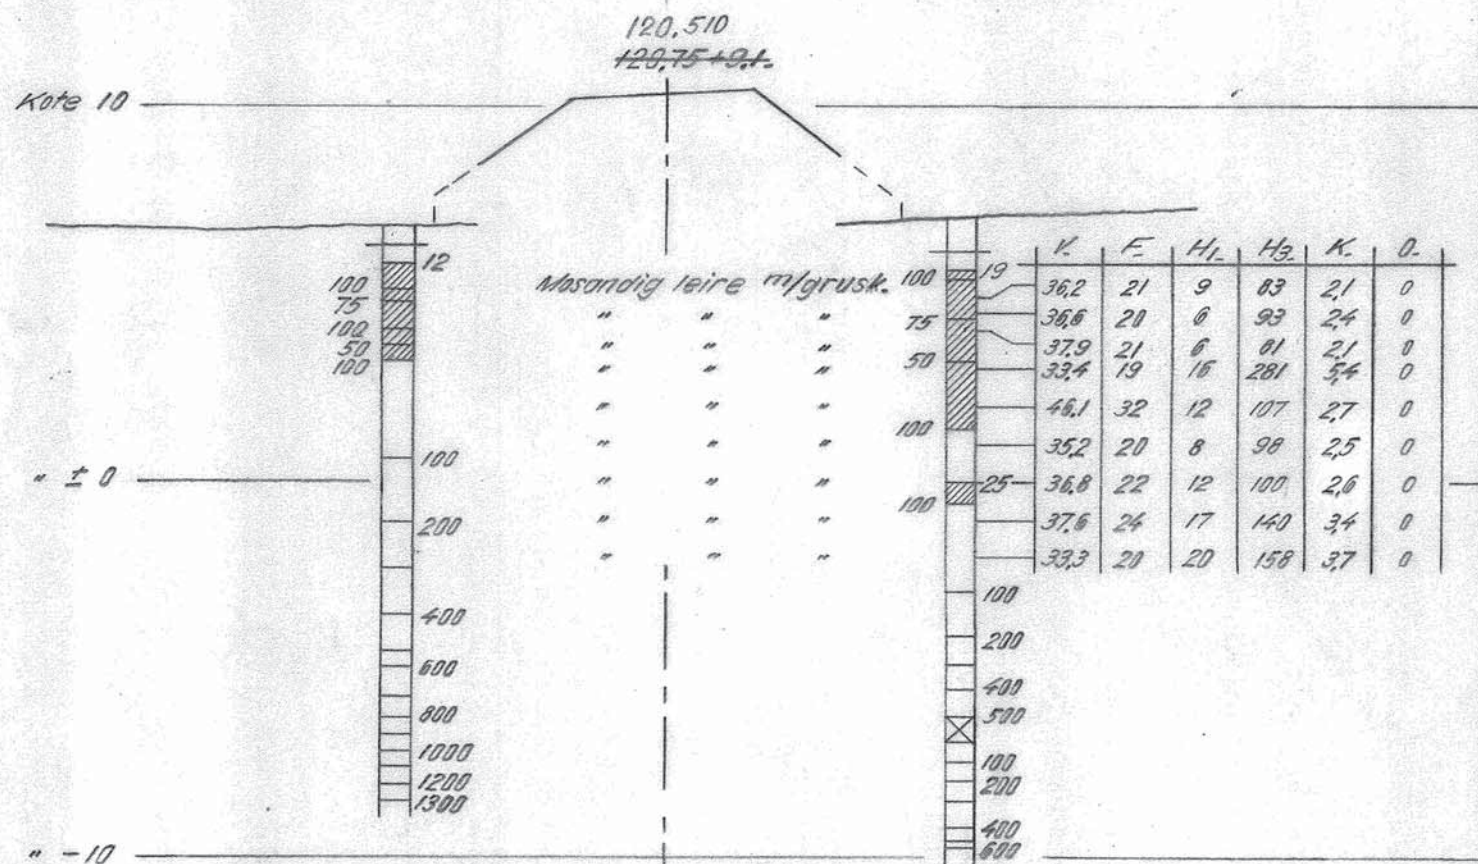 120.510
120.75+9.1.
Kote 10
12
100
75
100
50
100
100
200
400
600
800
1000
1200
1300
" ± 0
" -10
Mosandig leire m/grusk.
" " "
" " "
" " "
" " "
" " "
" " "
" " "
" " "
100
19
75
50
100
25
100
100
200
400
500
100
200
400
600
V. F. H1. H3. K. O.
36,2 21 9 83 2,1 0
36,6 20 6 93 2,4 0
37,9 21 6 81 2,1 0
33,4 19 16 281 5,4 0
46,1 32 12 107 2,7 0
35,2 20 8 98 2,5 0
36,8 22 12 100 2,6 0
37,6 24 17 140 3,4 0
33,3 20 20 158 3,7 0